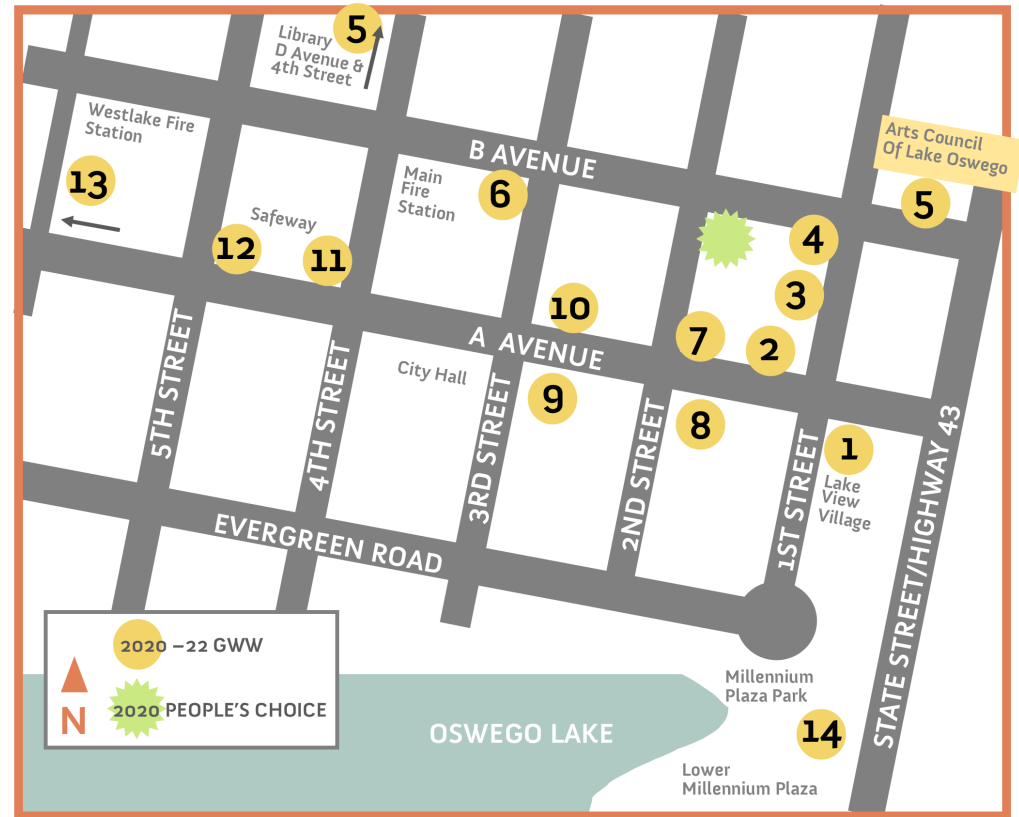 Library
D Avenue &
4th Street
5
Westlake Fire
Station
13
Safeway
12
11
Main
Fire
Station
6
B AVENUE
Arts Council
Of Lake Oswego
5
4
3
2
7
10
A AVENUE
City Hall
9
8
1
Lake
View
Village
5TH STREET
4TH STREET
3RD STREET
2ND STREET
1ST STREET
STATE STREET/HIGHWAY 43
EVERGREEN ROAD
2020 –22 GWW
N
2020 PEOPLE'S CHOICE
OSWEGO LAKE
Millennium
Plaza Park
14
Lower
Millennium Plaza